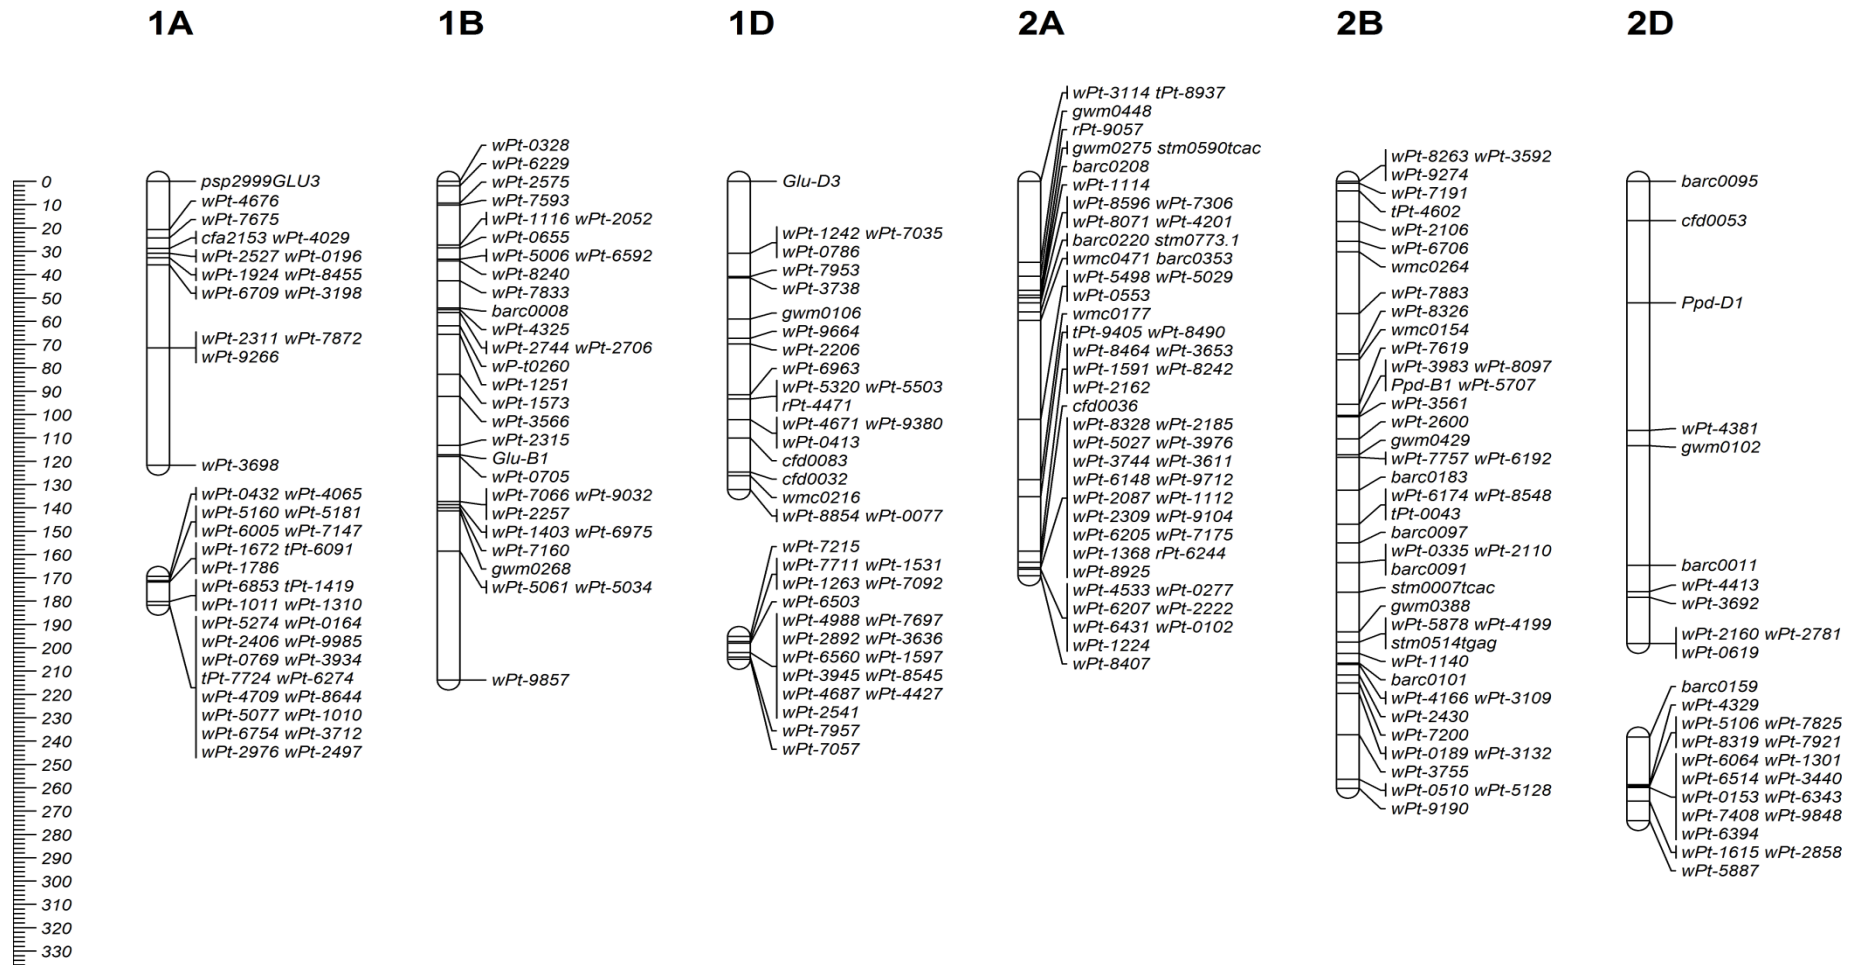 1A
1B
1D
2A
2B
2D
0
10
20
30
40
50
60
70
80
90
100
110
120
130
140
150
160
170
180
190
200
210
220
230
240
250
260
270
280
290
300
310
320
330
psp2999GLU3
wPt-4676
wPt-7675
cfa2153 wPt-4029
wPt-2527 wPt-0196
wPt-1924 wPt-8455
wPt-6709 wPt-3198
wPt-2311 wPt-7872
wPt-9266
wPt-3698
wPt-0432 wPt-4065
wPt-5160 wPt-5181
wPt-6005 wPt-7147
wPt-1672 tPt-6091
wPt-1786
wPt-6853 tPt-1419
wPt-1011 wPt-1310
wPt-5274 wPt-0164
wPt-2406 wPt-9985
wPt-0769 wPt-3934
tPt-7724 wPt-6274
wPt-4709 wPt-8644
wPt-5077 wPt-1010
wPt-6754 wPt-3712
wPt-2976 wPt-2497
wPt-0328
wPt-6229
wPt-2575
wPt-7593
wPt-1116 wPt-2052
wPt-0655
wPt-5006 wPt-6592
wPt-8240
wPt-7833
barc0008
wPt-4325
wPt-2744 wPt-2706
wP-t0260
wPt-1251
wPt-1573
wPt-3566
wPt-2315
Glu-B1
wPt-0705
wPt-7066 wPt-9032
wPt-2257
wPt-1403 wPt-6975
wPt-7160
gwm0268
wPt-5061 wPt-5034
wPt-9857
Glu-D3
wPt-1242 wPt-7035
wPt-0786
wPt-7953
wPt-3738
gwm0106
wPt-9664
wPt-2206
wPt-6963
wPt-5320 wPt-5503
rPt-4471
wPt-4671 wPt-9380
wPt-0413
cfd0083
cfd0032
wmc0216
wPt-8854 wPt-0077
wPt-7215
wPt-7711 wPt-1531
wPt-1263 wPt-7092
wPt-6503
wPt-4988 wPt-7697
wPt-2892 wPt-3636
wPt-6560 wPt-1597
wPt-3945 wPt-8545
wPt-4687 wPt-4427
wPt-2541
wPt-7957
wPt-7057
wPt-3114 tPt-8937
gwm0448
rPt-9057
gwm0275 stm0590tcac
barc0208
wPt-1114
wPt-8596 wPt-7306
wPt-8071 wPt-4201
barc0220 stm0773.1
wmc0471 barc0353
wPt-5498 wPt-5029
wPt-0553
wmc0177
tPt-9405 wPt-8490
wPt-8464 wPt-3653
wPt-1591 wPt-8242
wPt-2162
cfd0036
wPt-8328 wPt-2185
wPt-5027 wPt-3976
wPt-3744 wPt-3611
wPt-6148 wPt-9712
wPt-2087 wPt-1112
wPt-2309 wPt-9104
wPt-6205 wPt-7175
wPt-1368 rPt-6244
wPt-8925
wPt-4533 wPt-0277
wPt-6207 wPt-2222
wPt-6431 wPt-0102
wPt-1224
wPt-8407
wPt-8263 wPt-3592
wPt-9274
wPt-7191
tPt-4602
wPt-2106
wPt-6706
wmc0264
wPt-7883
wPt-8326
wmc0154
wPt-7619
wPt-3983 wPt-8097
Ppd-B1 wPt-5707
wPt-3561
wPt-2600
gwm0429
wPt-7757 wPt-6192
barc0183
wPt-6174 wPt-8548
tPt-0043
barc0097
wPt-0335 wPt-2110
barc0091
stm0007tcac
gwm0388
wPt-5878 wPt-4199
stm0514tgag
wPt-1140
barc0101
wPt-4166 wPt-3109
wPt-2430
wPt-7200
wPt-0189 wPt-3132
wPt-3755
wPt-0510 wPt-5128
wPt-9190
barc0095
cfd0053
Ppd-D1
wPt-4381
gwm0102
barc0011
wPt-4413
wPt-3692
wPt-2160 wPt-2781
wPt-0619
barc0159
wPt-4329
wPt-5106 wPt-7825
wPt-8319 wPt-7921
wPt-6064 wPt-1301
wPt-6514 wPt-3440
wPt-0153 wPt-6343
wPt-7408 wPt-9848
wPt-6394
wPt-1615 wPt-2858
wPt-5887